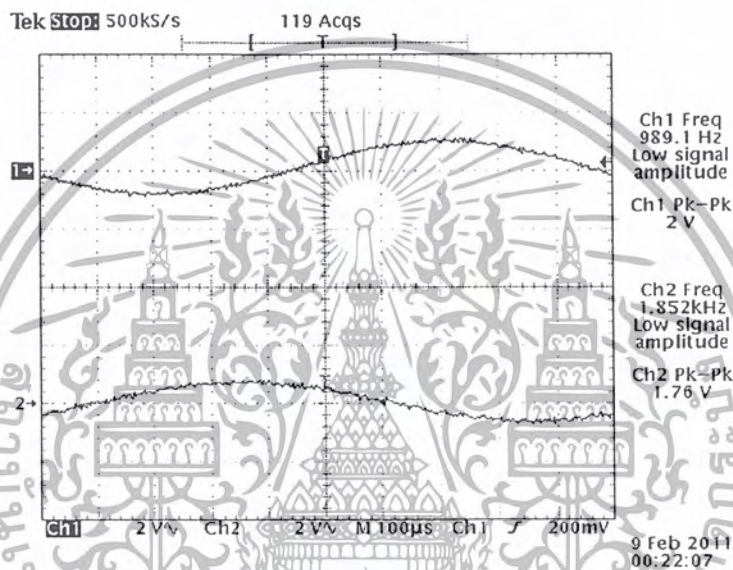 Tek Stop: 500kS/s 119 Acqs
T
1→
Ch1 Freq
989.1 Hz
Low signal
amplitude
Ch1 Pk–Pk
2 V
Ch2 Freq
1.852kHz
Low signal
amplitude
Ch2 Pk–Pk
1.76 V
2→
Ch1 2 V∿ Ch2 2 V∿ M 100µs Ch1 ƒ 200mV
9 Feb 2011
00:22:07